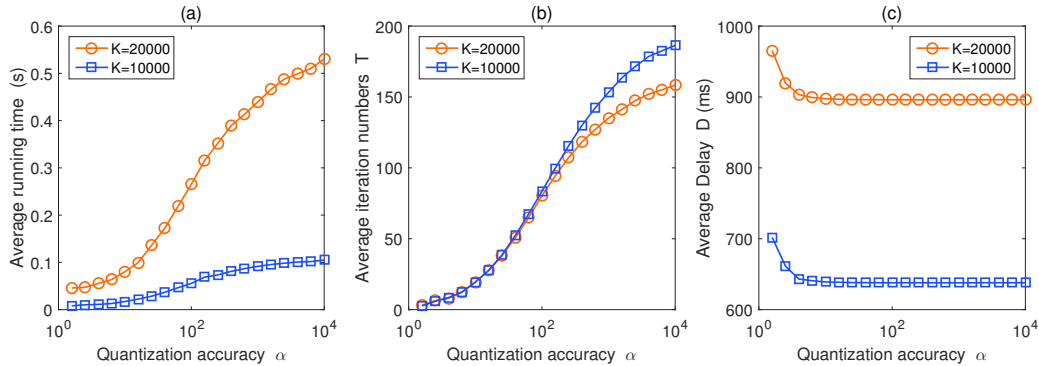 (a)
K=20000
K=10000
Average running time (s)
0.6
0.5
0.4
0.3
0.2
0.1
0
10^0
10^2
10^4
Quantization accuracy α
(b)
K=20000
K=10000
Average iteration numbers T
200
150
100
50
0
10^0
10^2
10^4
Quantization accuracy α
(c)
K=20000
K=10000
Average Delay D (ms)
1000
900
800
700
600
10^0
10^2
10^4
Quantization accuracy α